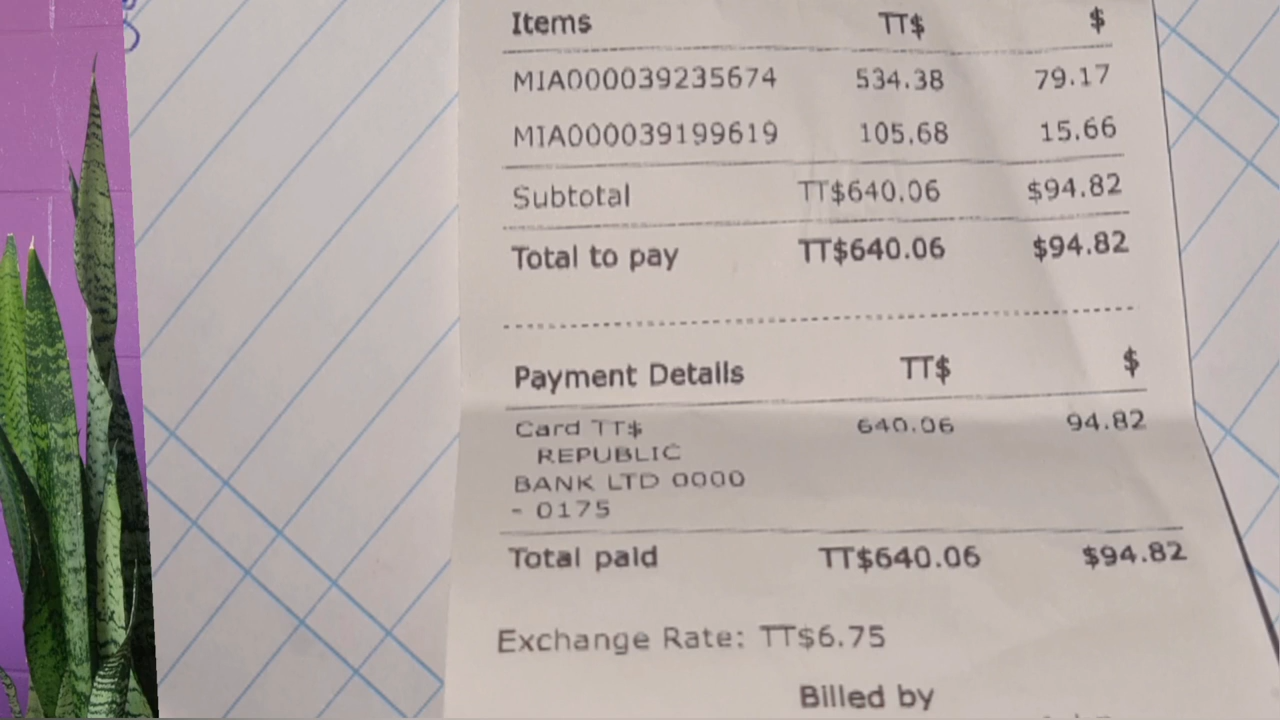 Items TT$ $
MIA000039235674 534.38 79.17
MIA000039199619 105.68 15.66
Subtotal TT$640.06 $94.82
Total to pay TT$640.06 $94.82
Payment Details TT$ $
Card TT$ 640.06 94.82
REPUBLIC
BANK LTD 0000
- 0175
Total paid TT$640.06 $94.82
Exchange Rate: TT$6.75
Billed by